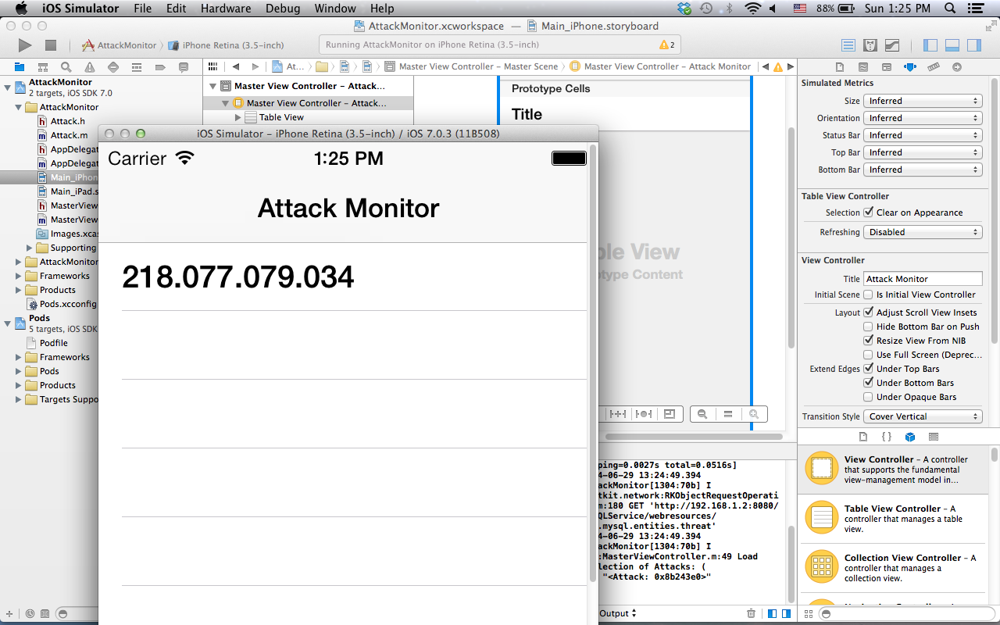 iOS Simulator File Edit Hardware Debug Window Help 88% Sun 1:25 PM
AttackMonitor.xcworkspace — Main_iPhone.storyboard
AttackMonitor iPhone Retina (3.5-inch) Running AttackMonitor on iPhone Retina (3.5-inch) 2
At... Master View Controller – Master Scene Master View Controller – Attack Monitor
AttackMonitor
2 targets, iOS SDK 7.0
AttackMonitor
Attack.h
Attack.m
AppDelegat
AppDelegat
Main_iPhon
Main_iPad.s
MasterView
MasterView
Images.xcas
Supporting
AttackMonitor
Frameworks
Products
Pods.xcconfig
Pods
5 targets, iOS SDK
Podfile
Frameworks
Pods
Products
Targets Suppo
Master View Controller – Attack...
Master View Controller – Attack...
Table View
Prototype Cells
Title
ble View
otype Content
iOS Simulator – iPhone Retina (3.5-inch) / iOS 7.0.3 (11B508)
Carrier 1:25 PM
Attack Monitor
218.077.079.034
ping=0.0027s total=0.0516s]
4-06-29 13:24:49.394
ackMonitor[1304:70b] I
tkit.network:RKObjectRequestOperati
m:180 GET 'http://192.168.1.2:8080/
QLService/webresources/
.mysql.entities.threat'
4-06-29 13:24:49.394
ackMonitor[1304:70b] I
:MasterViewController.m:49 Load
lection of Attacks: (
"<Attack: 0x8b243e0>"
Output
Simulated Metrics
Size Inferred
Orientation Inferred
Status Bar Inferred
Top Bar Inferred
Bottom Bar Inferred
Table View Controller
Selection Clear on Appearance
Refreshing Disabled
View Controller
Title Attack Monitor
Initial Scene Is Initial View Controller
Layout Adjust Scroll View Insets
Hide Bottom Bar on Push
Resize View From NIB
Use Full Screen (Deprec...
Extend Edges Under Top Bars
Under Bottom Bars
Under Opaque Bars
Transition Style Cover Vertical
View Controller – A controller
that supports the fundamental
view-management model in...
Table View Controller – A
controller that manages a table
view.
Collection View Controller – A
controller that manages a
collection view.